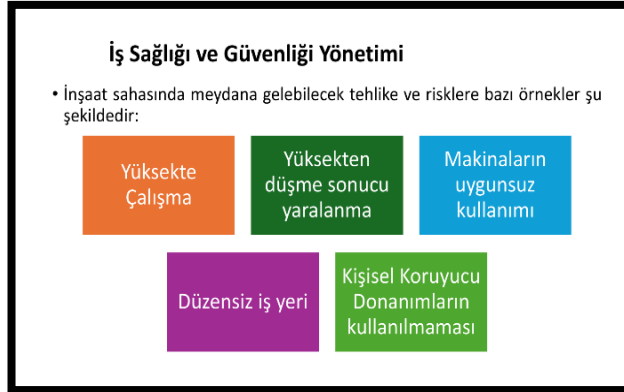 İş Sağlığı ve Güvenliği Yönetimi
• İnşaat sahasında meydana gelebilecek tehlike ve risklere bazı örnekler şu
şekildedir:
Yüksekte
Çalışma
Yüksekten
düşme sonucu
yaralanma
Makinaların
uygunsuz
kullanımı
Düzensiz iş yeri
Kişisel Koruyucu
Donanımların
kullanılmaması